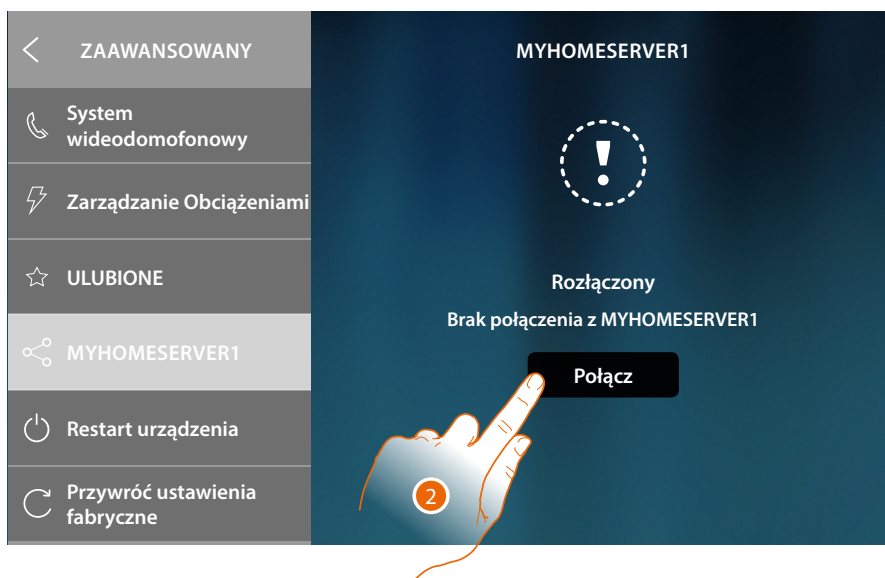 ZAAWANSOWANY
System
wideodomofonowy
Zarządzanie Obciążeniami
ULUBIONE
MYHOMESERVER1
Restart urządzenia
Przywróć ustawienia
fabryczne
MYHOMESERVER1
!
Rozłączony
Brak połączenia z MYHOMESERVER1
Połącz
2